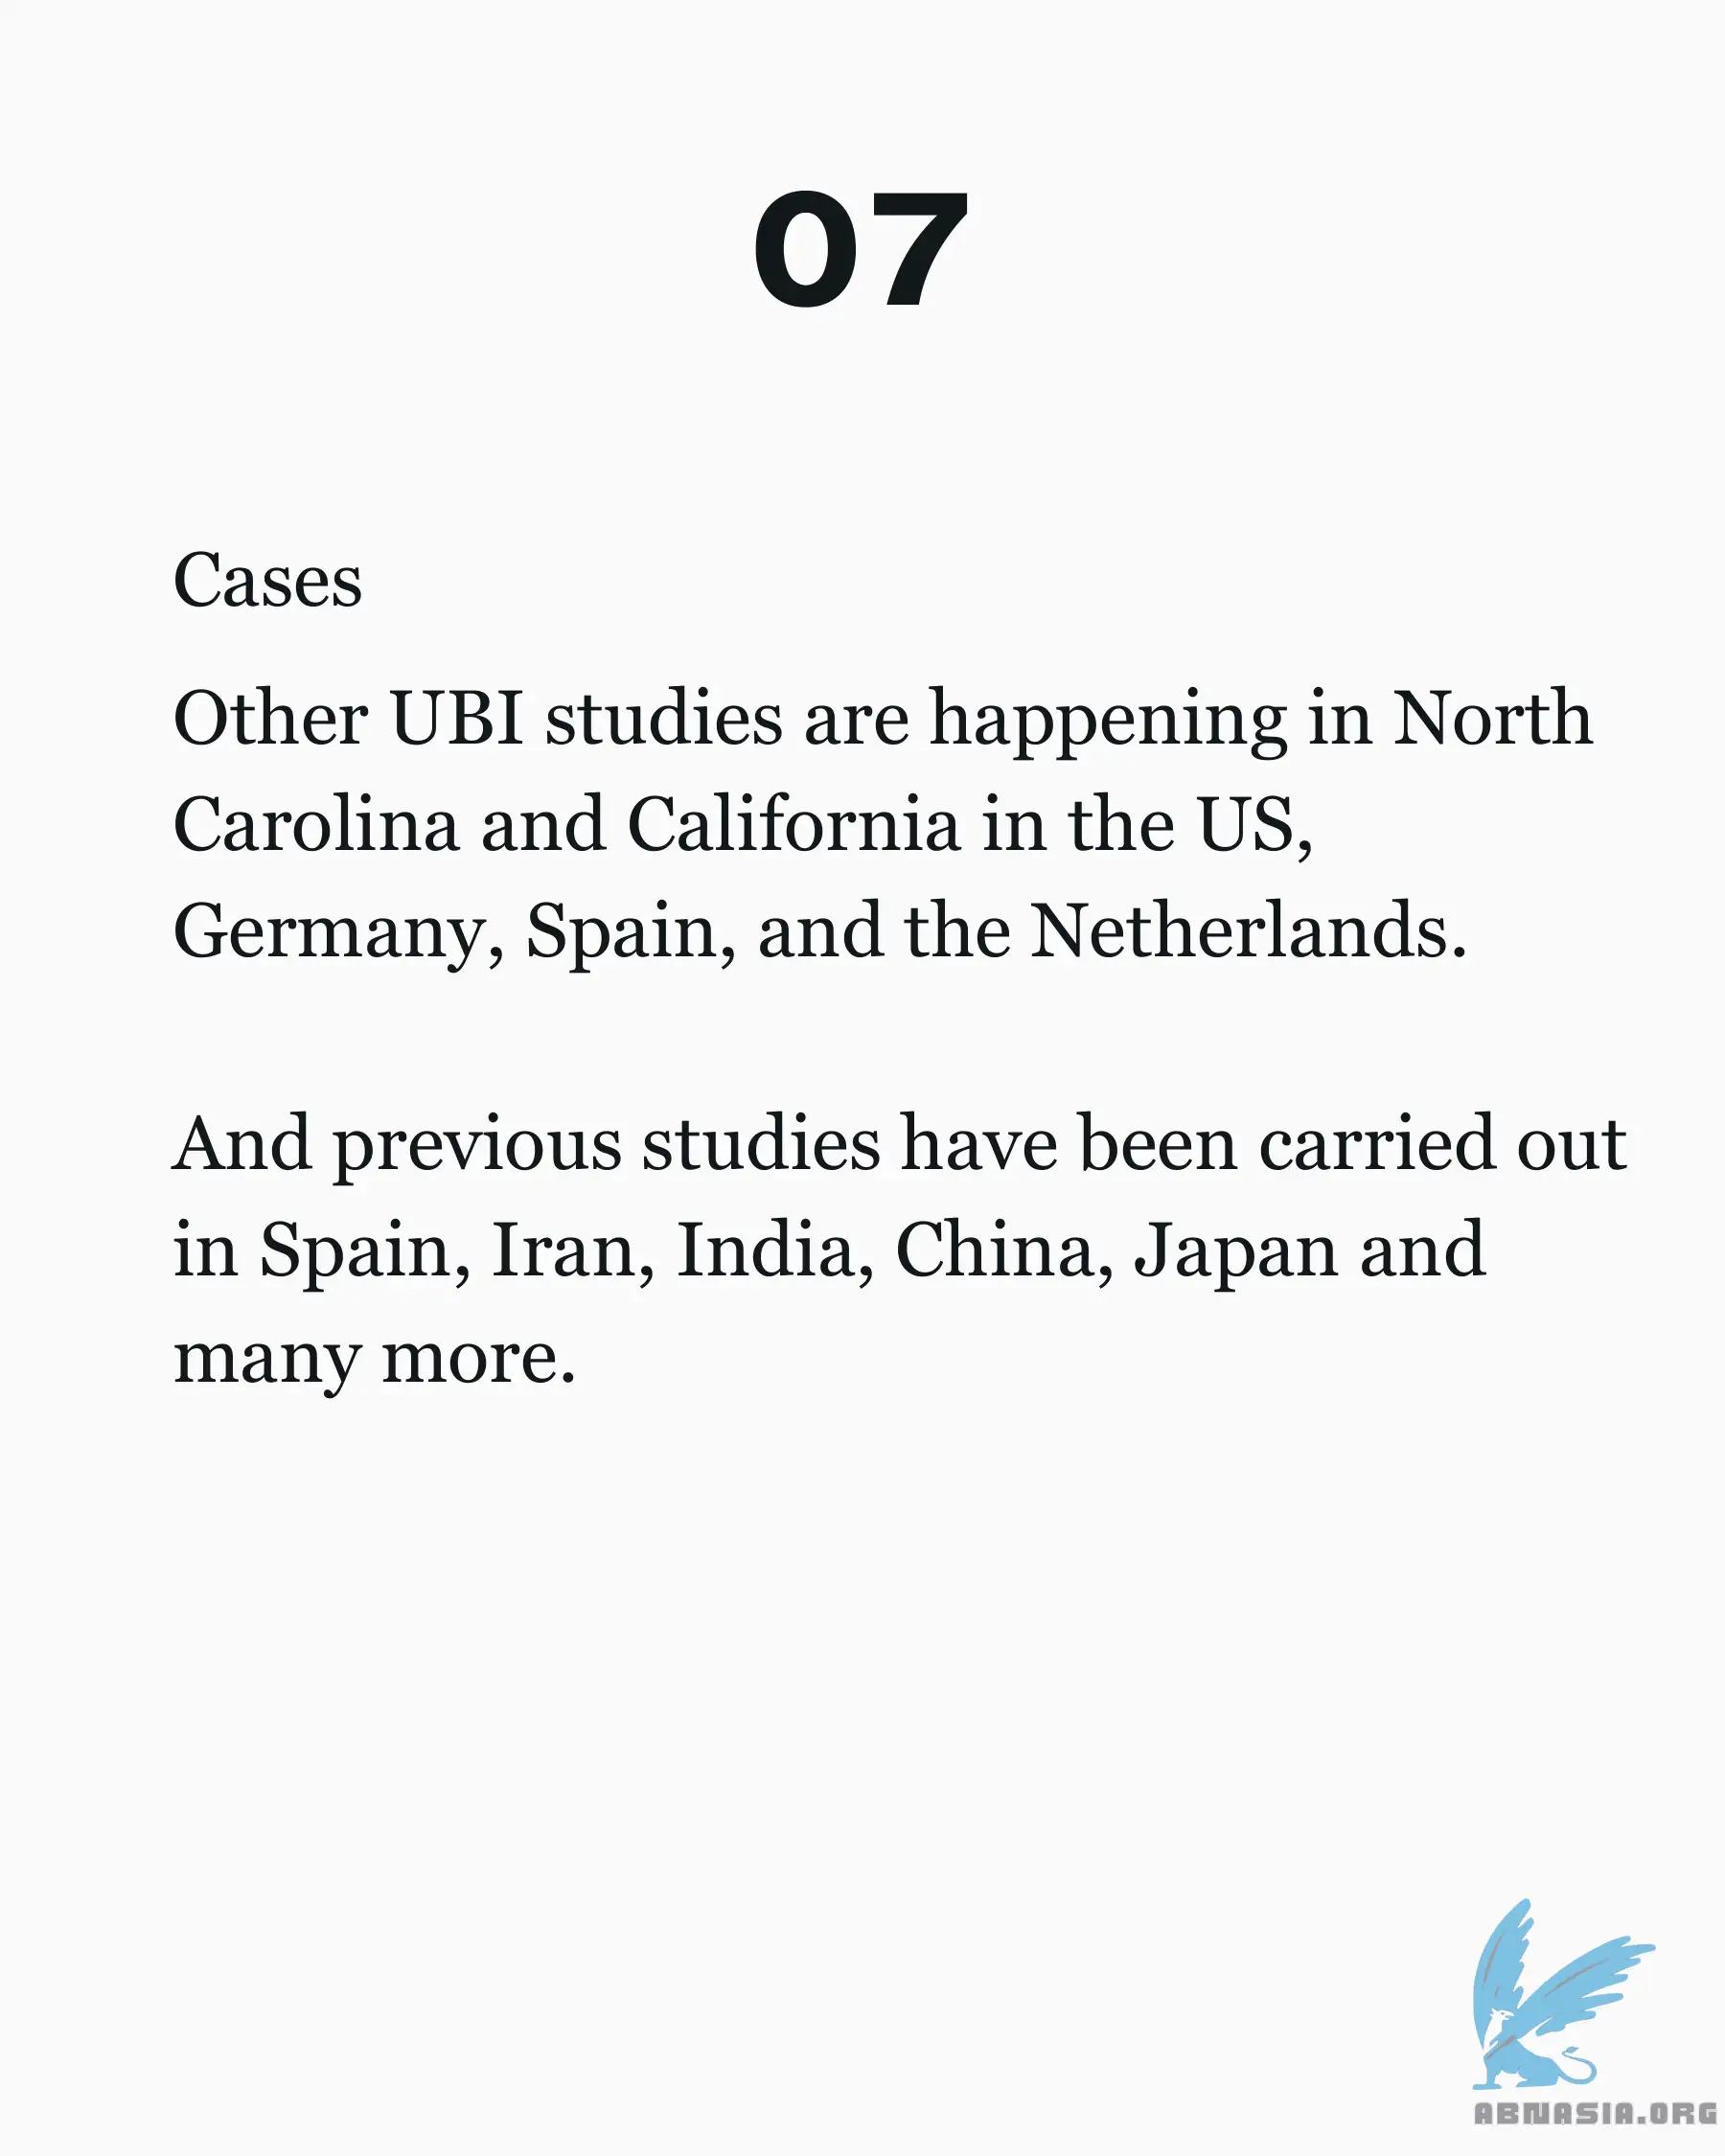 07
Cases
Other UBI studies are happening in North
Carolina and California in the US,
Germany, Spain, and the Netherlands.
And previous studies have been carried out
in Spain, Iran, India, China, Japan and
many more.
ABNASIA.ORG